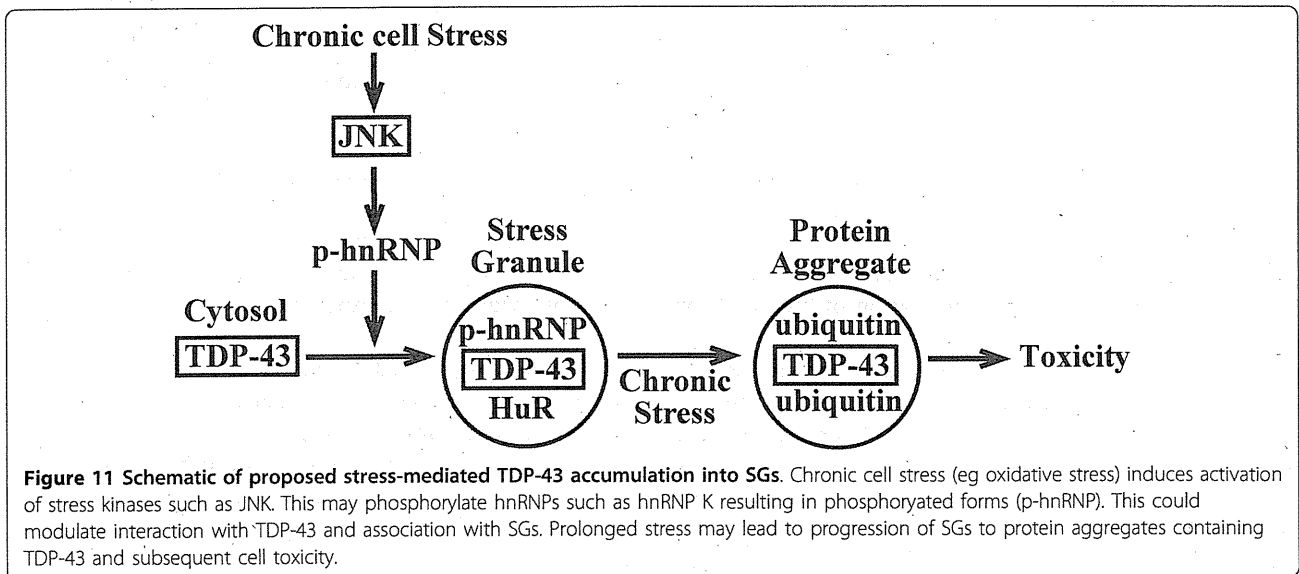 Chronic cell Stress
JNK
p-hnRNP
Stress
Granule
Protein
Aggregate
Cytosol
TDP-43
p-hnRNP
TDP-43
HuR
Chronic
Stress
ubiquitin
TDP-43
ubiquitin
Toxicity
Figure 11 Schematic of proposed stress-mediated TDP-43 accumulation into SGs. Chronic cell stress (eg oxidative stress) induces activation
of stress kinases such as JNK. This may phosphorylate hnRNPs such as hnRNP K resulting in phosphoryated forms (p-hnRNP). This could
modulate interaction with TDP-43 and association with SGs. Prolonged stress may lead to progression of SGs to protein aggregates containing
TDP-43 and subsequent cell toxicity.